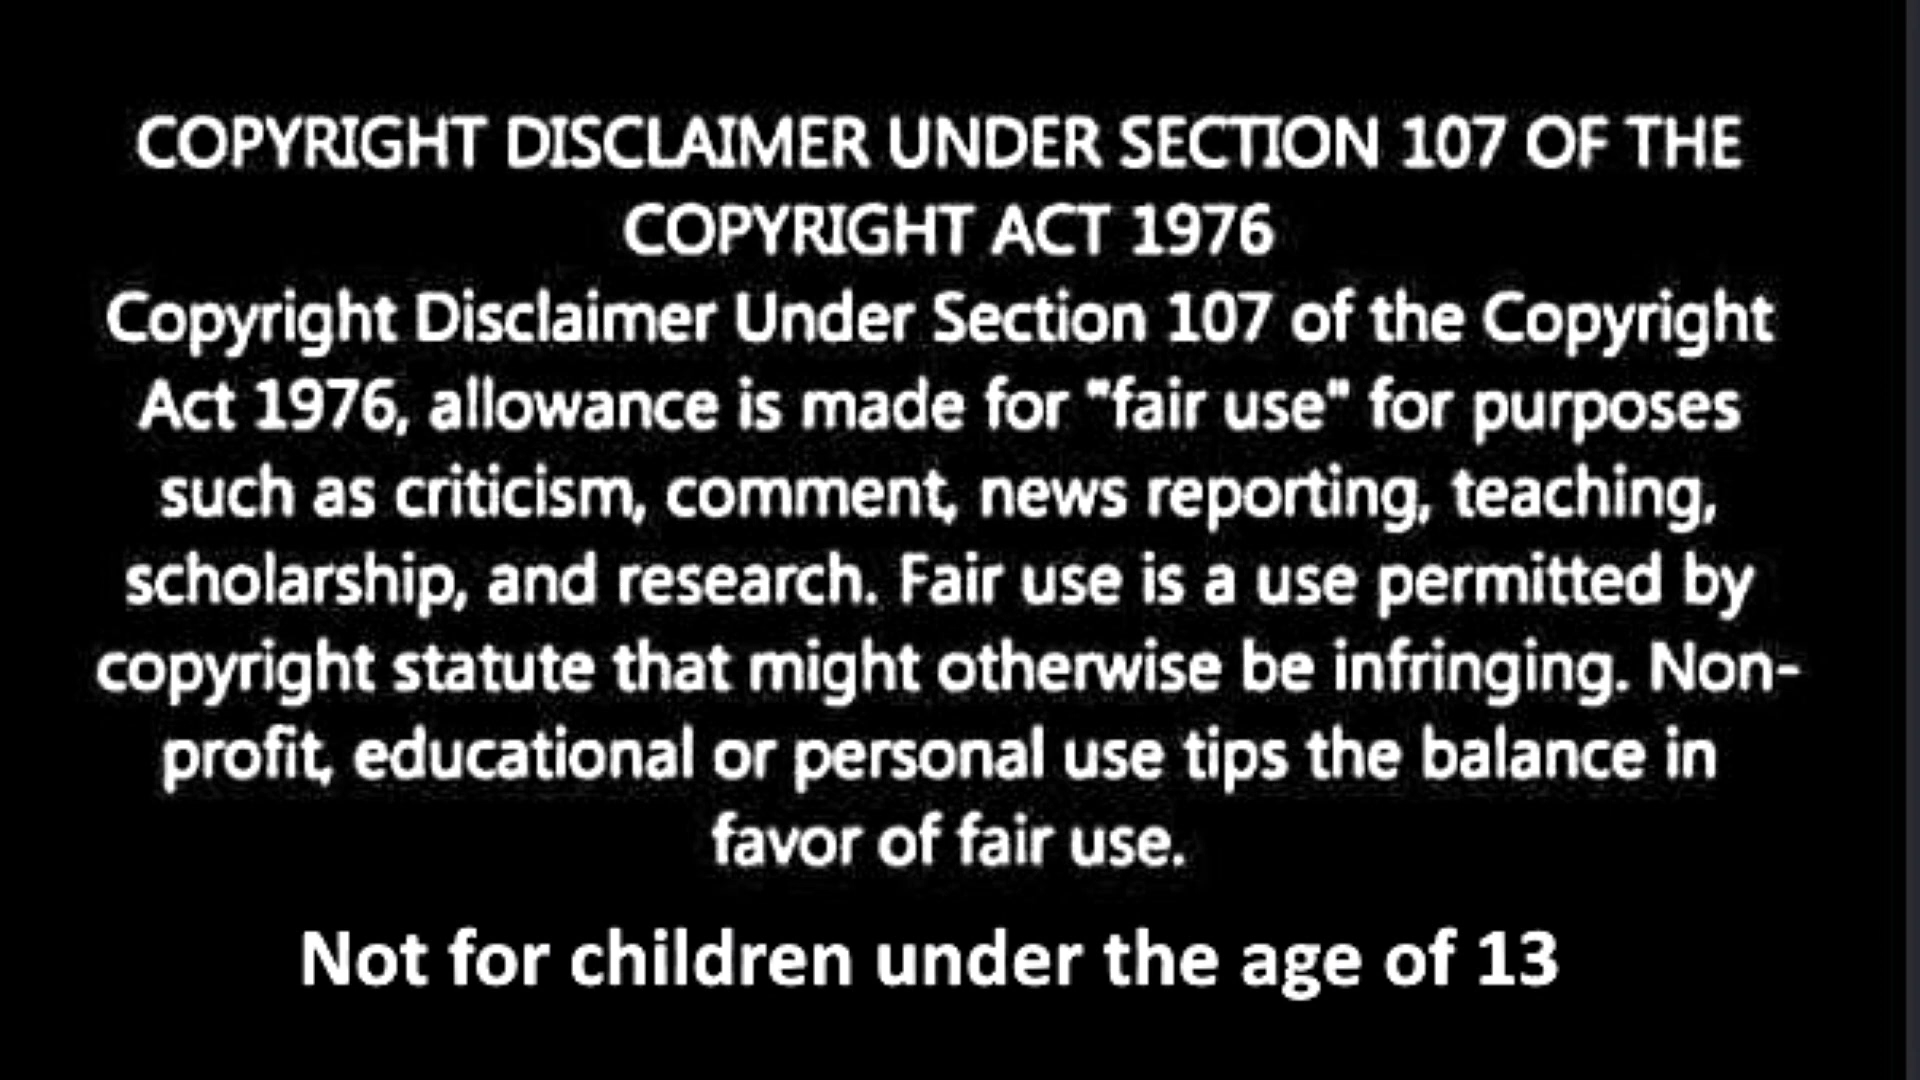 COPYRIGHT DISCLAIMER UNDER SECTION 107 OF THE
COPYRIGHT ACT 1976
Copyright Disclaimer Under Section 107 of the Copyright
Act 1976, allowance is made for "fair use" for purposes
such as criticism, comment, news reporting, teaching,
scholarship, and research. Fair use is a use permitted by
copyright statute that might otherwise be infringing. Non-
profit, educational or personal use tips the balance in
favor of fair use.
Not for children under the age of 13